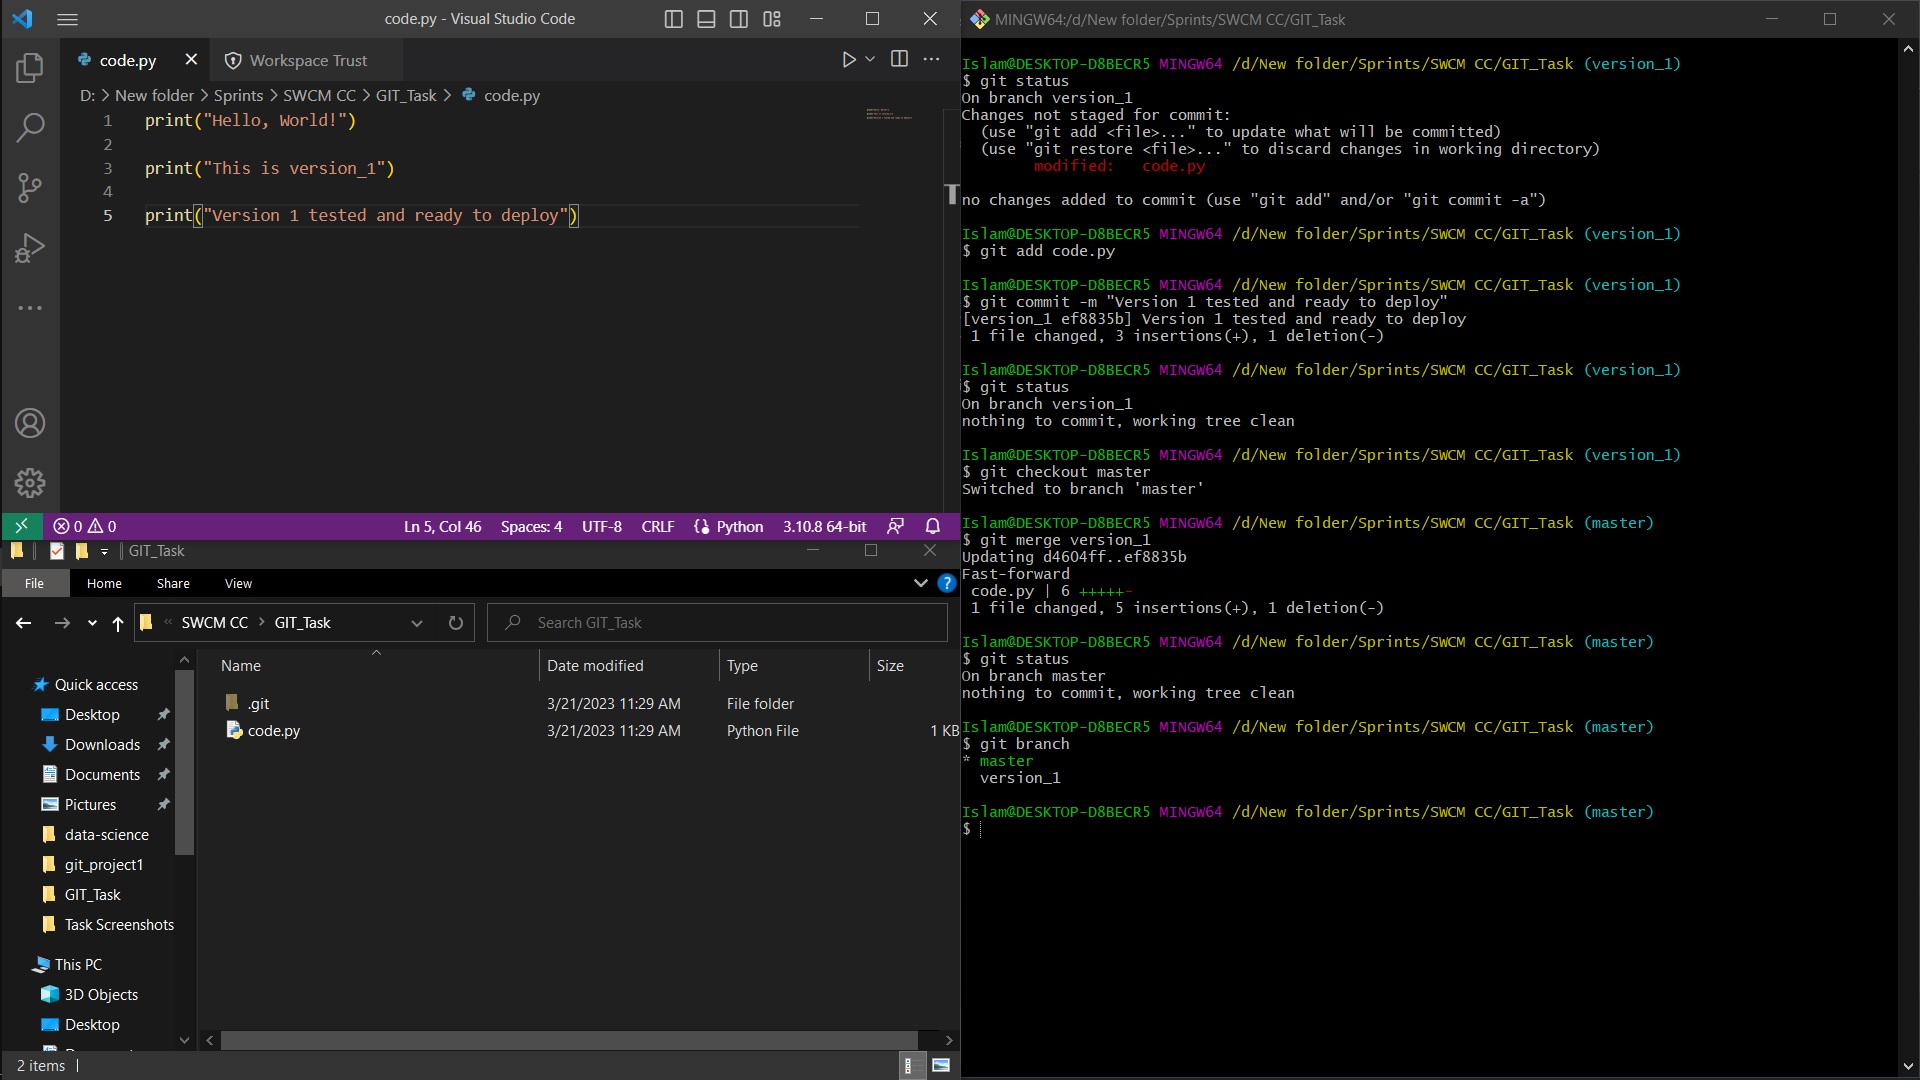 code.py - Visual Studio Code
code.py
Workspace Trust
D: > New folder > Sprints > SWCM CC > GIT_Task > code.py
1 print("Hello, World!")
2
3 print("This is version_1")
4
5 print("Version 1 tested and ready to deploy")
0 0 Ln 5, Col 46 Spaces: 4 UTF-8 CRLF Python 3.10.8 64-bit
GIT_Task
File Home Share View
« SWCM CC > GIT_Task
Search GIT_Task
Name Date modified Type Size
.git 3/21/2023 11:29 AM File folder
code.py 3/21/2023 11:29 AM Python File 1 KB
Quick access
Desktop
Downloads
Documents
Pictures
data-science
git_project1
GIT_Task
Task Screenshots
This PC
3D Objects
Desktop
2 items
MINGW64:/d/New folder/Sprints/SWCM CC/GIT_Task
Islam@DESKTOP-D8BECR5 MINGW64 /d/New folder/Sprints/SWCM CC/GIT_Task (version_1)
$ git status
On branch version_1
Changes not staged for commit:
(use "git add <file>..." to update what will be committed)
(use "git restore <file>..." to discard changes in working directory)
modified: code.py
no changes added to commit (use "git add" and/or "git commit -a")
Islam@DESKTOP-D8BECR5 MINGW64 /d/New folder/Sprints/SWCM CC/GIT_Task (version_1)
$ git add code.py
Islam@DESKTOP-D8BECR5 MINGW64 /d/New folder/Sprints/SWCM CC/GIT_Task (version_1)
$ git commit -m "Version 1 tested and ready to deploy"
[version_1 ef8835b] Version 1 tested and ready to deploy
1 file changed, 3 insertions(+), 1 deletion(-)
Islam@DESKTOP-D8BECR5 MINGW64 /d/New folder/Sprints/SWCM CC/GIT_Task (version_1)
$ git status
On branch version_1
nothing to commit, working tree clean
Islam@DESKTOP-D8BECR5 MINGW64 /d/New folder/Sprints/SWCM CC/GIT_Task (version_1)
$ git checkout master
Switched to branch 'master'
Islam@DESKTOP-D8BECR5 MINGW64 /d/New folder/Sprints/SWCM CC/GIT_Task (master)
$ git merge version_1
Updating d4604ff..ef8835b
Fast-forward
code.py | 6 +++++-
1 file changed, 5 insertions(+), 1 deletion(-)
Islam@DESKTOP-D8BECR5 MINGW64 /d/New folder/Sprints/SWCM CC/GIT_Task (master)
$ git status
On branch master
nothing to commit, working tree clean
Islam@DESKTOP-D8BECR5 MINGW64 /d/New folder/Sprints/SWCM CC/GIT_Task (master)
$ git branch
* master
version_1
Islam@DESKTOP-D8BECR5 MINGW64 /d/New folder/Sprints/SWCM CC/GIT_Task (master)
$